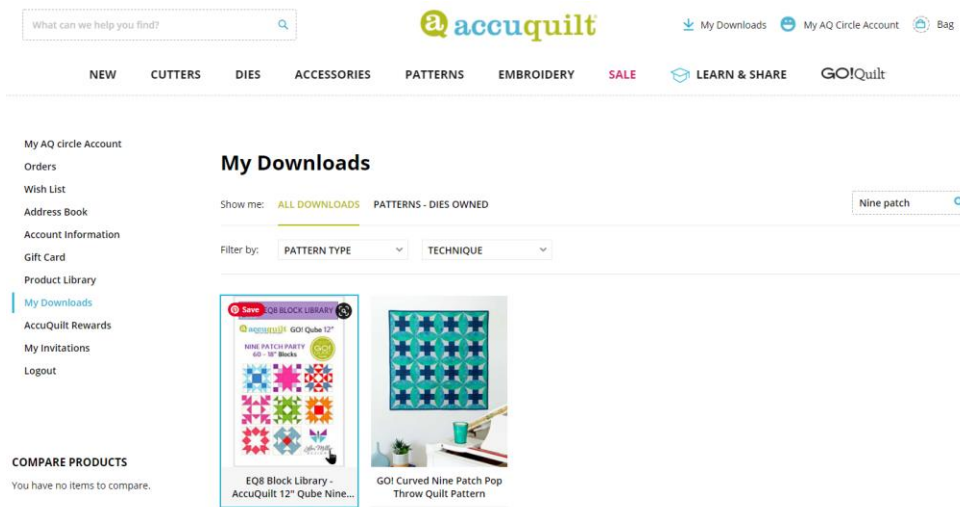 What can we help you find?
accuquilt
My Downloads
My AQ Circle Account
Bag
NEW
CUTTERS
DIES
ACCESSORIES
PATTERNS
EMBROIDERY
SALE
LEARN & SHARE
GO!Quilt
My AQ circle Account
Orders
Wish List
Address Book
Account Information
Gift Card
Product Library
My Downloads
AccuQuilt Rewards
My Invitations
Logout
COMPARE PRODUCTS
You have no items to compare.
My Downloads
Show me: ALL DOWNLOADS PATTERNS - DIES OWNED
Nine patch
Filter by: PATTERN TYPE TECHNIQUE
Save
EQ8 BLOCK LIBRARY
accuquilt GO! Qube 12"
NINE PATCH PARTY
60 - 18" Blocks
GO!
EQ8 Block Library -
AccuQuilt 12" Qube Nine...
GO! Curved Nine Patch Pop
Throw Quilt Pattern